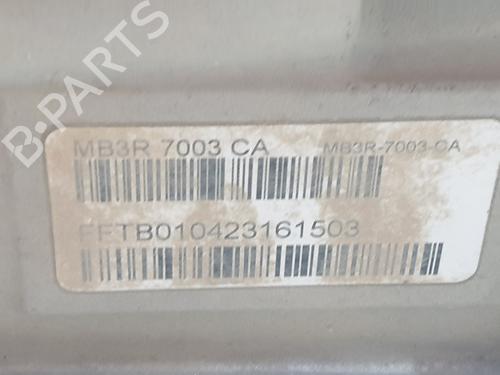 B-PARTS
MB3R 7003 CA MB3R-7003-CA
FFTB010423161503